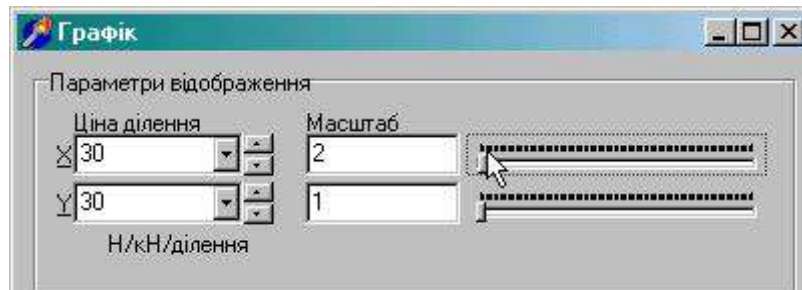 Графік
Параметри відображення
Ціна ділення Масштаб
X 30 2
Y 30 1
Н/кН/ділення